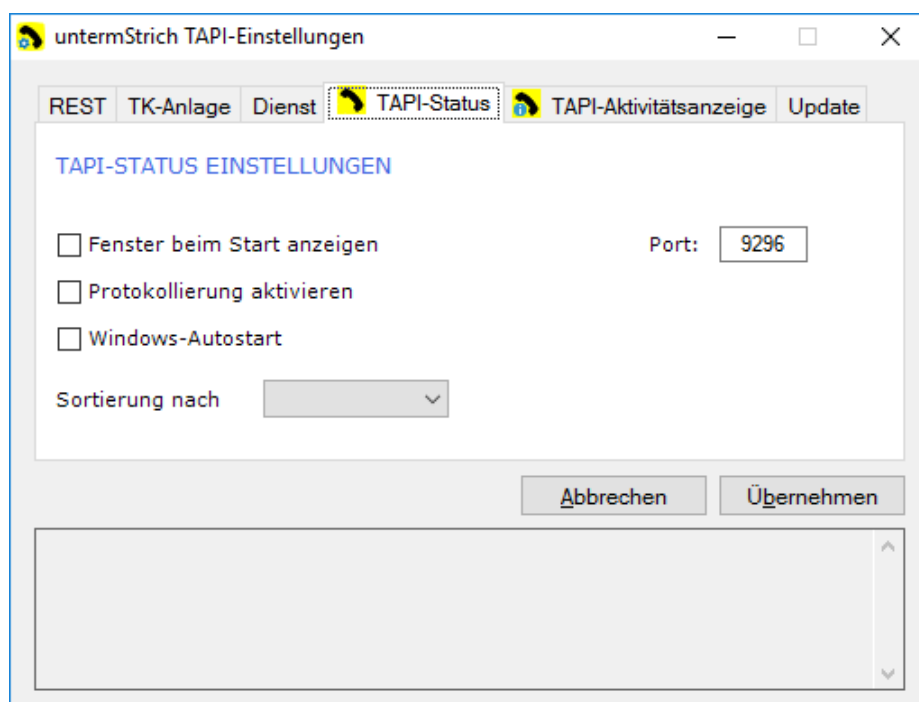 untermStrich TAPI-Einstellungen
REST TK-Anlage Dienst TAPI-Status TAPI-Aktivitätsanzeige Update
TAPI-STATUS EINSTELLUNGEN
Fenster beim Start anzeigen Port: 9296
Protokollierung aktivieren
Windows-Autostart
Sortierung nach
Abbrechen Übernehmen